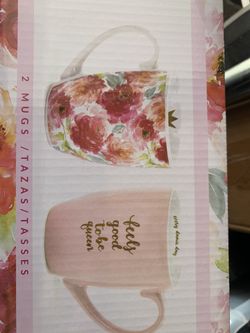 2 MUGS /TAZAS/TASSES
feels
good
to be
queen